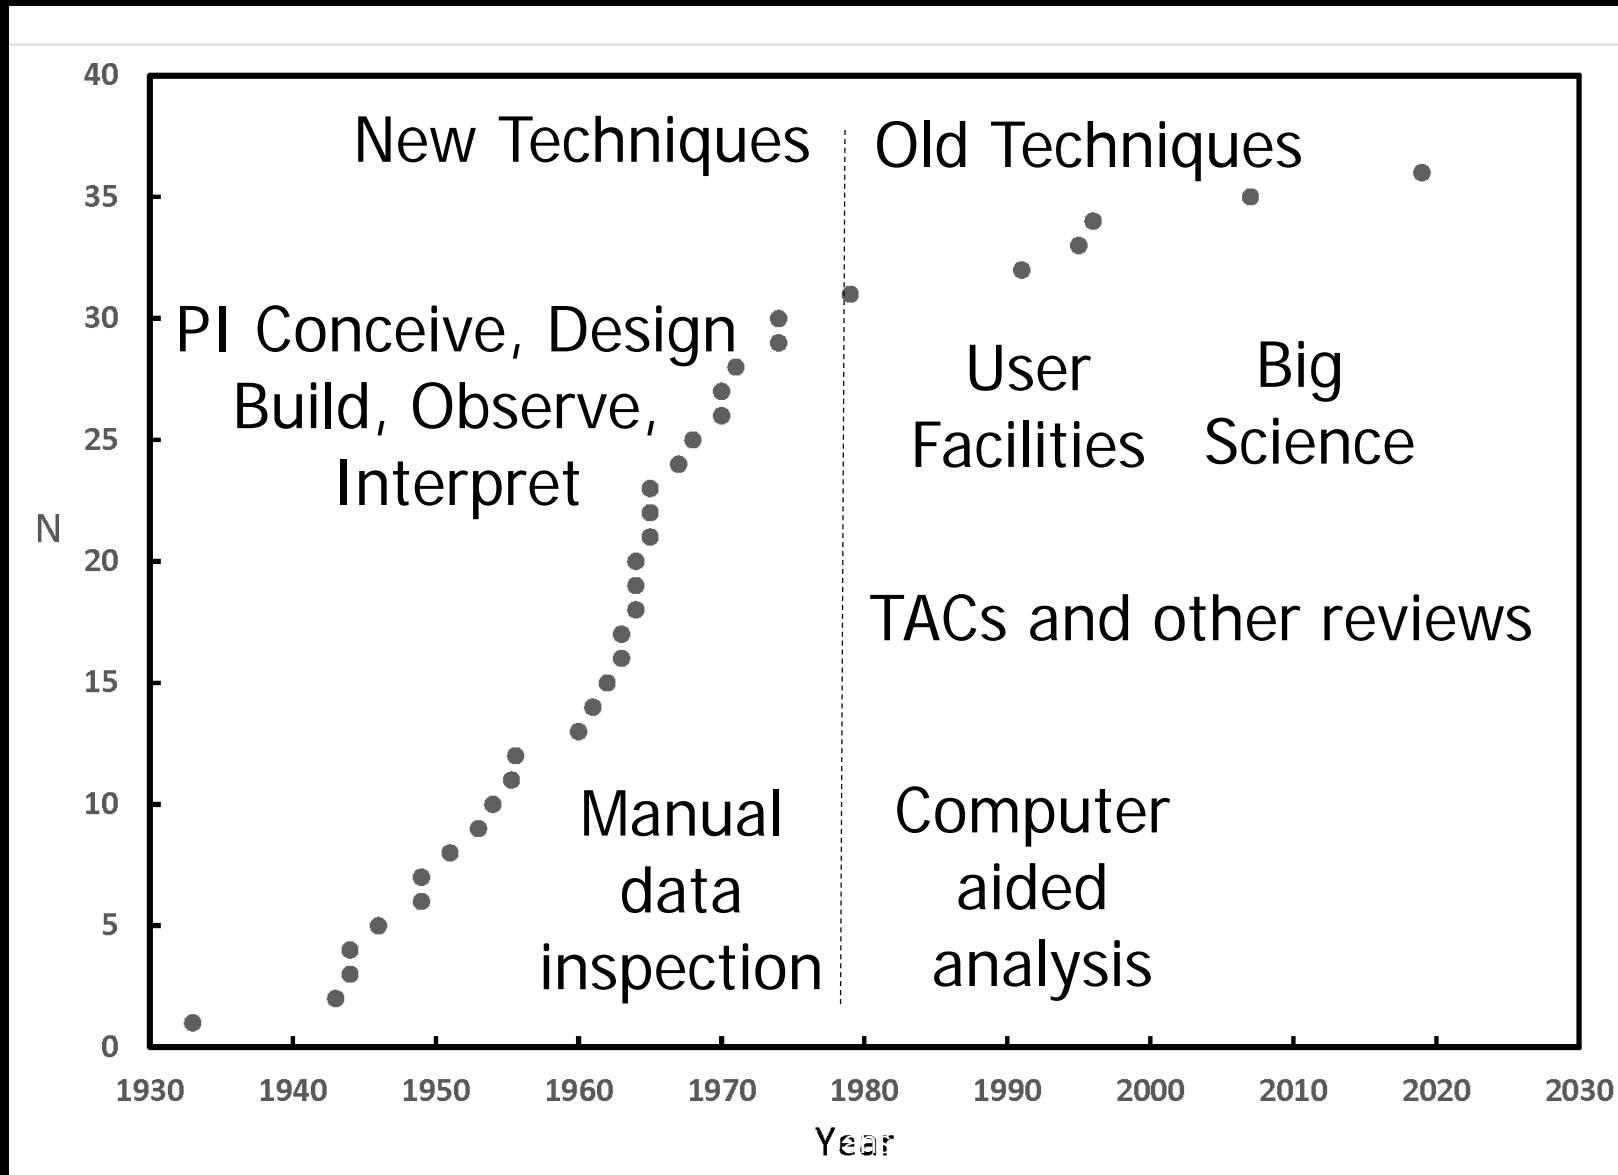 40
New Techniques
Old Techniques
35
30
PI Conceive, Design
Build, Observe,
Interpret
User
Facilities
Big
Science
25
N
20
TACs and other reviews
15
10
Manual
data
inspection
Computer
aided
analysis
5
0
1930 1940 1950 1960 1970 1980 1990 2000 2010 2020 2030
Year